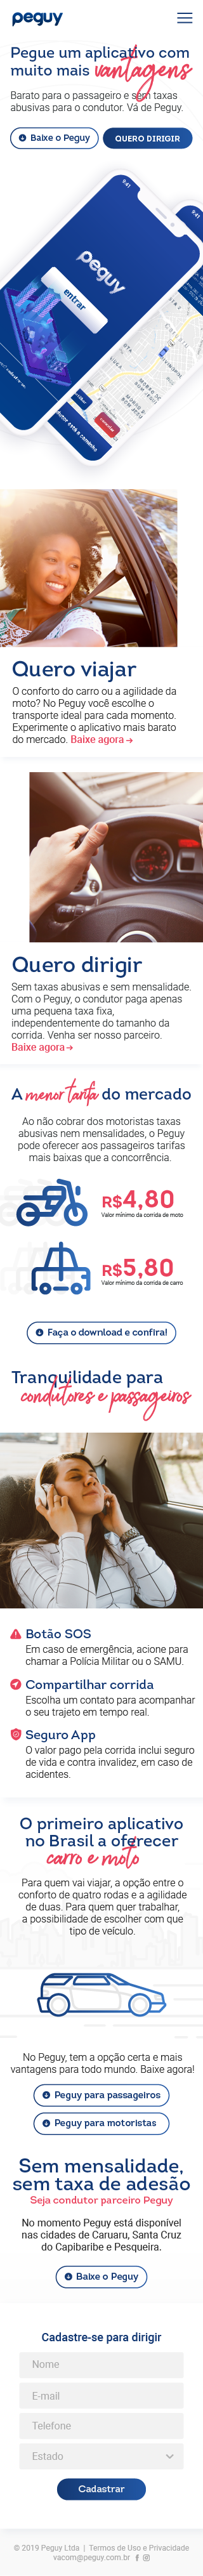 peguy
Pegue um aplicativo com
muito mais vantagens
Barato para o passageiro e sem taxas
abusivas para o condutor. Vá de Peguy.
Baixe o Peguy
QUERO DIRIGIR
9:41
9:41
peguy
entrar
Quero viajar
O conforto do carro ou a agilidade da
moto? No Peguy você escolhe o
transporte ideal para cada momento.
Experimente o aplicativo mais barato
do mercado. Baixe agora →
Quero dirigir
Sem taxas abusivas e sem mensalidade.
Com o Peguy, o condutor paga apenas
uma pequena taxa fixa,
independentemente do tamanho da
corrida. Venha ser nosso parceiro.
Baixe agora →
A menor tarifa do mercado
Ao não cobrar dos motoristas taxas
abusivas nem mensalidades, o Peguy
pode oferecer aos passageiros tarifas
mais baixas que a concorrência.
R$4,80
Valor mínimo da corrida de moto
R$5,80
Valor mínimo da corrida de carro
Faça o download e confira!
Tranquilidade para
condutores e passageiros
Botão SOS
Em caso de emergência, acione para
chamar a Polícia Militar ou o SAMU.
Compartilhar corrida
Escolha um contato para acompanhar
o seu trajeto em tempo real.
Seguro App
O valor pago pela corrida inclui seguro
de vida e contra invalidez, em caso de
acidentes.
O primeiro aplicativo
no Brasil a oferecer
carro e moto
Para quem vai viajar, a opção entre o
conforto de quatro rodas e a agilidade
de duas. Para quem quer trabalhar,
a possibilidade de escolher com que
tipo de veículo.
No Peguy, tem a opção certa e mais
vantagens para todo mundo. Baixe agora!
Peguy para passageiros
Peguy para motoristas
Sem mensalidade,
sem taxa de adesão
Seja condutor parceiro Peguy
No momento Peguy está disponível
nas cidades de Caruaru, Santa Cruz
do Capibaribe e Pesqueira.
Baixe o Peguy
Cadastre-se para dirigir
Nome
E-mail
Telefone
Estado
Cadastrar
© 2019 Peguy Ltda | Termos de Uso e Privacidade
vacom@peguy.com.br